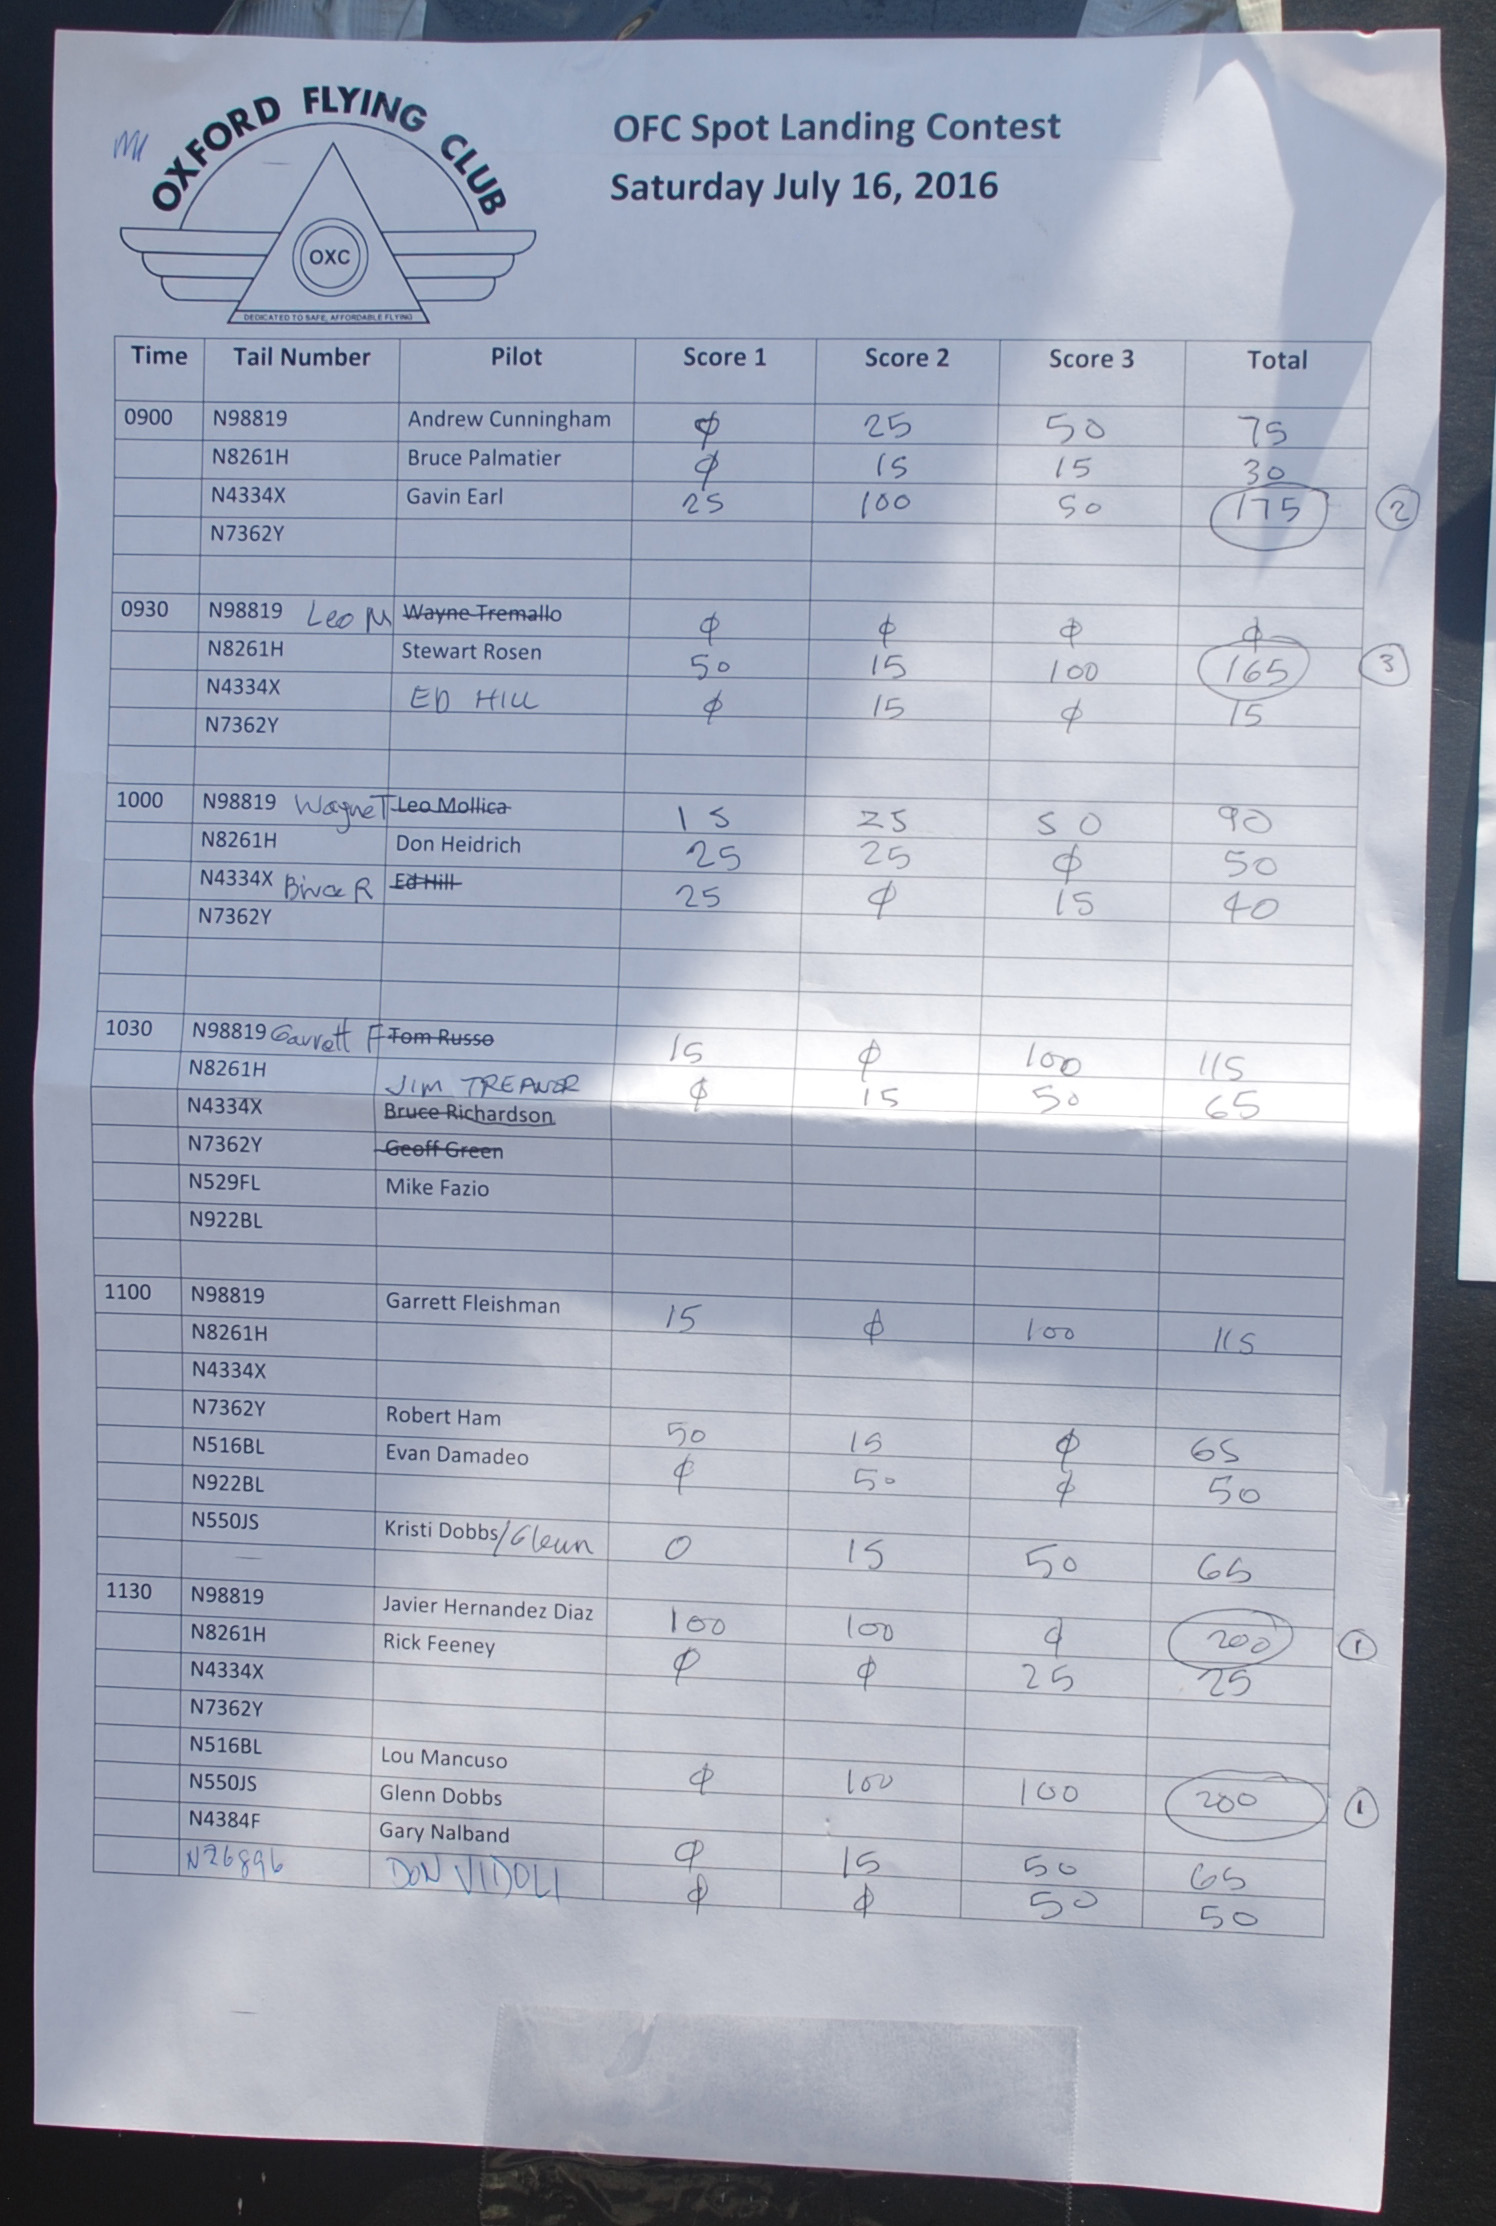 OXFORD FLYING CLUB
OXC
DEDICATED TO SAFE, AFFORDABLE FLYING
OFC Spot Landing Contest
Saturday July 16, 2016
Time Tail Number Pilot Score 1 Score 2 Score 3 Total
0900 N98819 Andrew Cunningham ϕ 25 50 75
N8261H Bruce Palmatier ϕ 15 15 30
N4334X Gavin Earl 25 100 50 175 2
N7362Y
0930 N98819 Leo M Wayne Tremallo ϕ ϕ ϕ ϕ
N8261H Stewart Rosen 50 15 100 165 3
N4334X ED HILL ϕ 15 ϕ 15
N7362Y
1000 N98819 Wayne T Leo Mollica 15 25 50 90
N8261H Don Heidrich 25 25 ϕ 50
N4334X Bruce R Ed Hill 25 ϕ 15 40
N7362Y
1030 N98819 Garrett F Tom Russo 15 ϕ 100 115
N8261H JIM TREANOR ϕ 15 50 65
N4334X Bruce Richardson
N7362Y Geoff Green
N529FL Mike Fazio
N922BL
1100 N98819 Garrett Fleishman 15 ϕ 100 115
N8261H
N4334X
N7362Y Robert Ham 50 15 ϕ 65
N516BL Evan Damadeo ϕ 50 ϕ 50
N922BL
N550JS Kristi Dobbs/Glenn 0 15 50 65
1130 N98819 Javier Hernandez Diaz 100 100 ϕ 200 1
N8261H Rick Feeney ϕ ϕ 25 25
N4334X
N7362Y
N516BL Lou Mancuso ϕ 100 100 200 1
N550JS Glenn Dobbs
N4384F Gary Nalband ϕ 15 50 65
N26896 DON VIDOLI ϕ ϕ 50 50